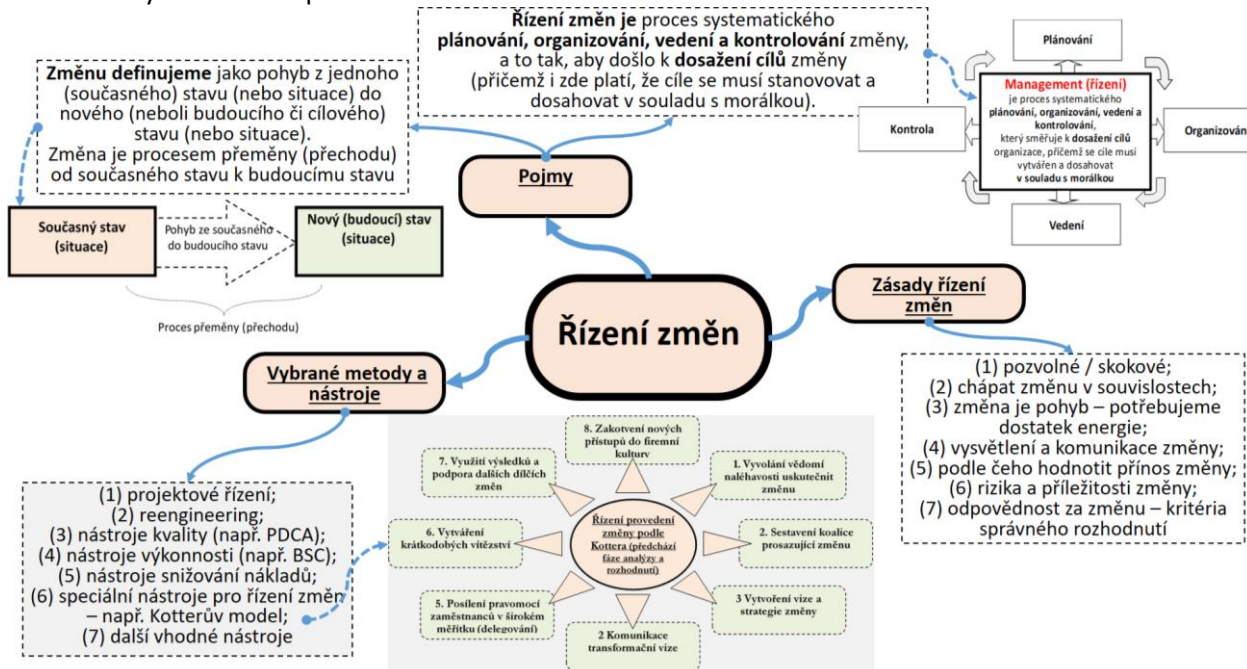 Řízení změn je proces systematického
plánování, organizování, vedení a kontrolování změny,
a to tak, aby došlo k dosažení cílů změny
(přičemž i zde platí, že cíle se musí stanovovat a
dosahovat v souladu s morálkou).
Změnu definujeme jako pohyb z jednoho
(současného) stavu (nebo situace) do
nového (neboli budoucího či cílového)
stavu (nebo situace).
Změna je procesem přeměny (přechodu)
od současného stavu k budoucímu stavu
Plánování
Management (řízení)
je proces systematického
plánování, organizování, vedení a
kontrolování,
který směřuje k dosažení cílů
organizace, přičemž se cíle musí
vytvářen a dosahovat
v souladu s morálkou
Kontrola
Organizován
Vedení
Pojmy
Současný stav
(situace)
Pohyb ze současného
do budoucího stavu
Nový (budoucí) stav
(situace)
Proces přeměny (přechodu)
Řízení změn
Zásady řízení
změn
(1) pozvolné / skokové;
(2) chápat změnu v souvislostech;
(3) změna je pohyb – potřebujeme
dostatek energie;
(4) vysvětlení a komunikace změny;
(5) podle čeho hodnotit přínos změny;
(6) rizika a příležitosti změny;
(7) odpovědnost za změnu – kritéria
správného rozhodnutí
Vybrané metody a
nástroje
(1) projektové řízení;
(2) reengineering;
(3) nástroje kvality (např. PDCA);
(4) nástroje výkonnosti (např. BSC);
(5) nástroje snižování nákladů;
(6) speciální nástroje pro řízení změn
– např. Kotterův model;
(7) další vhodné nástroje
Řízení provedení
změny podle
Kottera (předchází
fáze analýzy a
rozhodnutí)
8. Zakotvení nových
přístupů do firemní
kultury
1. Vyvolání vědomí
naléhavosti uskutečnit
změnu
2. Sestavení koalice
prosazující změnu
3 Vytvoření vize a
strategie změny
2 Komunikace
transformační vize
5. Posílení pravomocí
zaměstnanců v širokém
měřítku (delegování)
6. Vytváření
krátkodobých vítězství
7. Využití výsledků a
podpora dalších dílčích
změn